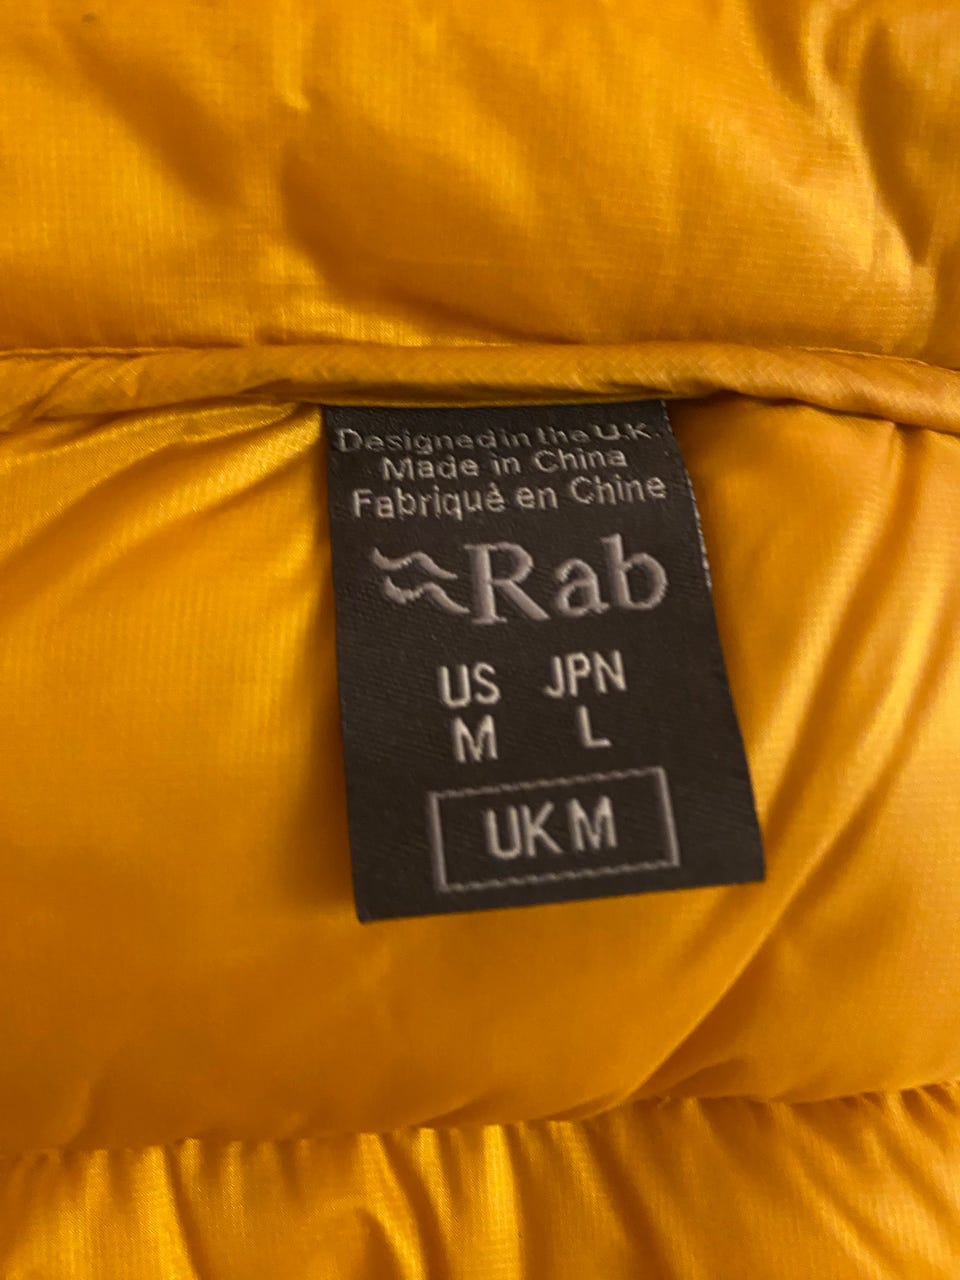 Designed in the U.K.
Made in China
Fabriqué en Chine
Rab
US JPN
M L
UK M